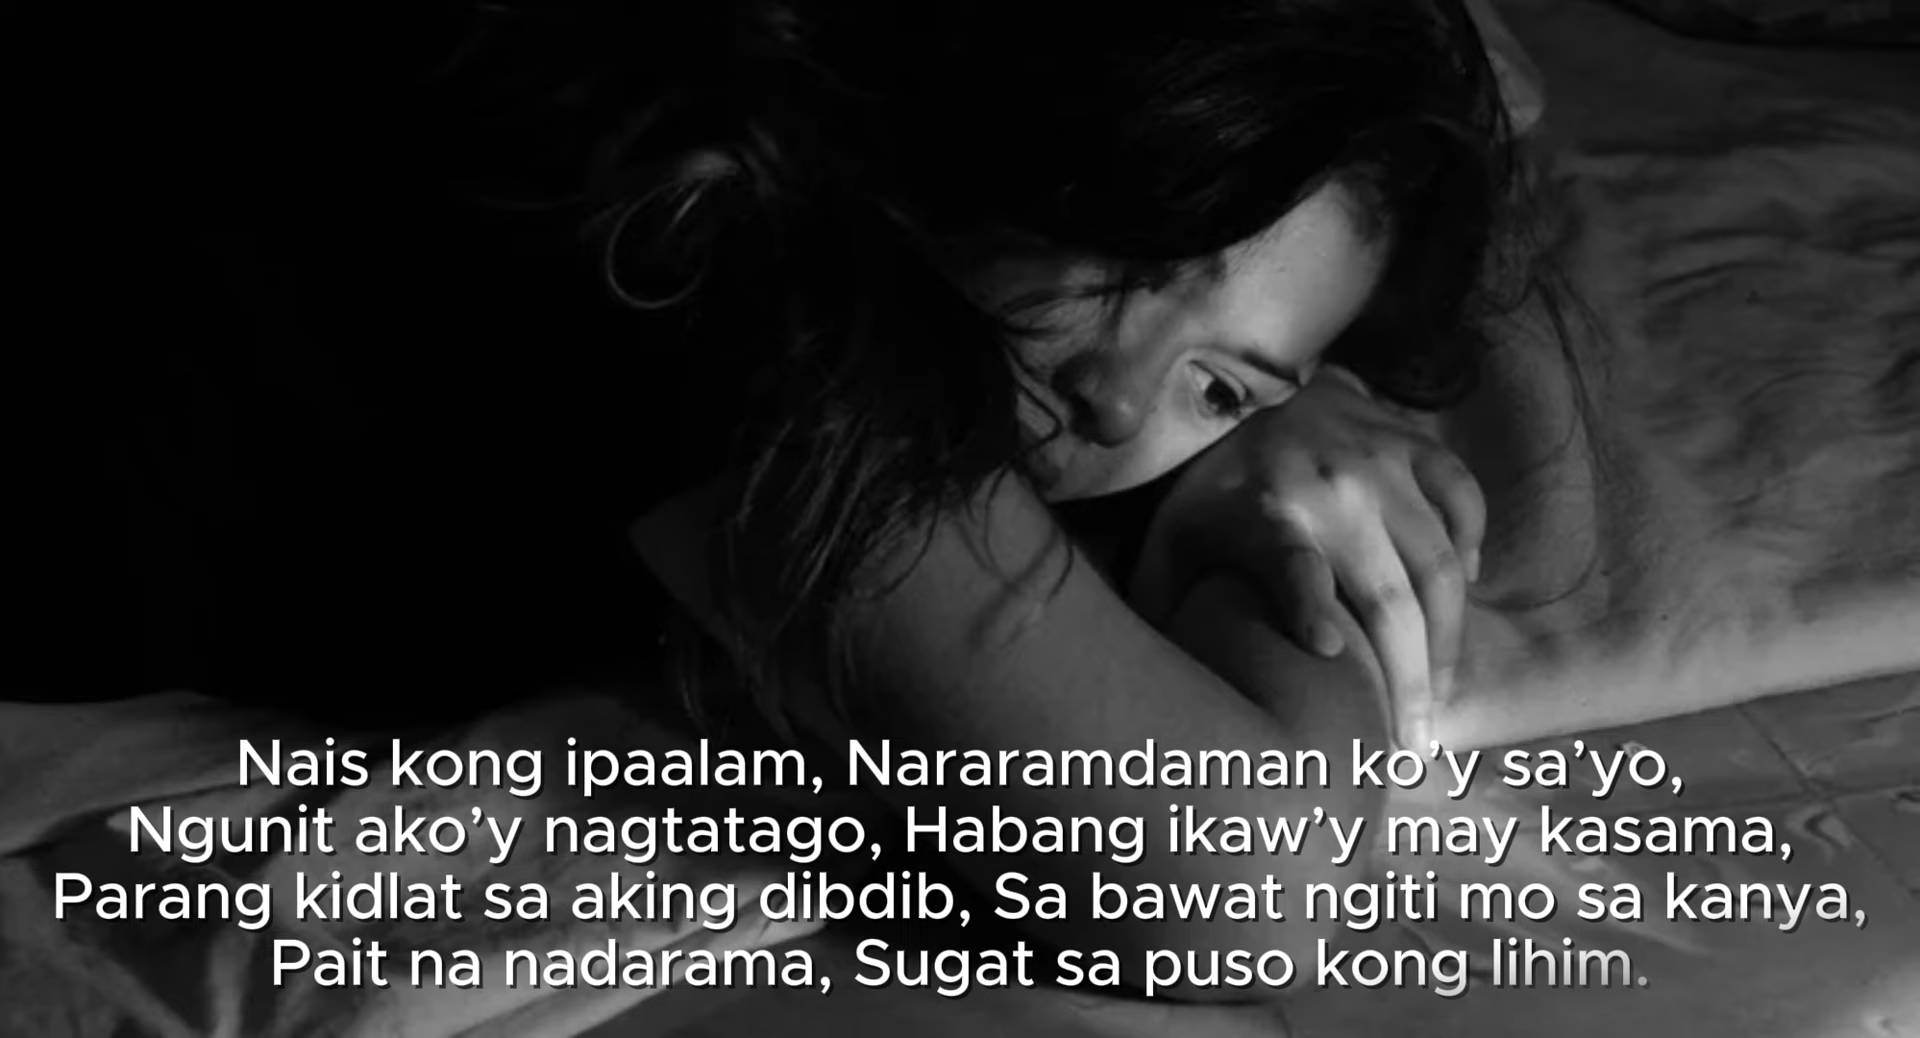 Nais kong ipaalam, Nararamdaman ko’y sa’yo,
Ngunit ako’y nagtatago, Habang ikaw’y may kasama,
Parang kidlat sa aking dibdib, Sa bawat ngiti mo sa kanya,
Pait na nadarama, Sugat sa puso kong lihim.